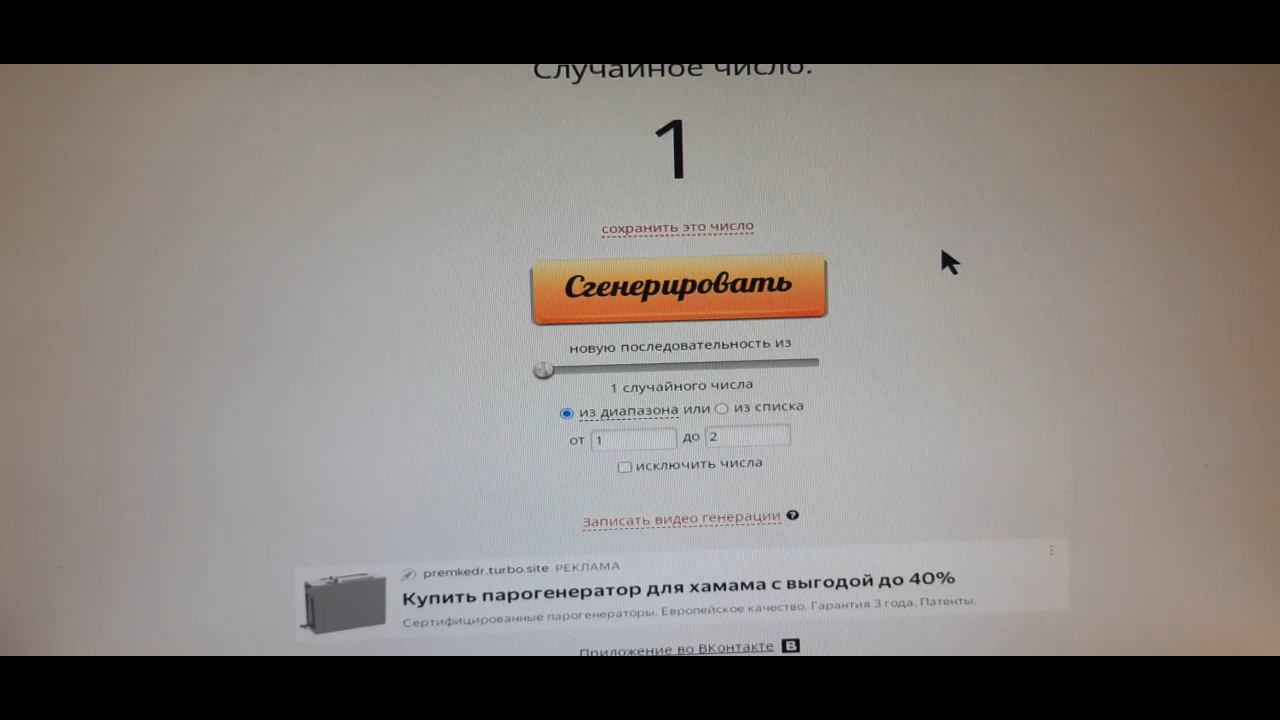 Случайное число:
1
сохранить это число
Сгенерировать
новую последовательность из
1 случайного числа
из диапазона или из списка
от 1 до 2
исключить числа
Записать видео генерации ?
premkedr.turbo.site РЕКЛАМА
Купить парогенератор для хамама с выгодой до 40%
Сертифицированные парогенераторы. Европейское качество. Гарантия 3 года. Патенты.
Приложение во ВКонтакте B